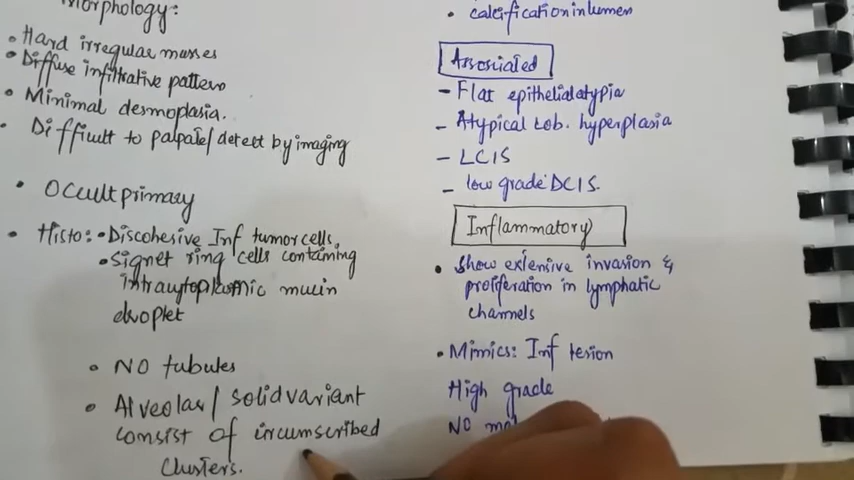 Morphology:
• Hard irregular masses
• Diffuse infiltrative pattern
• Minimal desmoplasia.
• Difficult to palpate/detect by imaging
• Occult primary
• Histo: • Discohesive Inf tumor cells.
• Signet ring cells containing
intracytoplasmic mucin
droplet
• NO tubules
• Alveolar / solid variant
consist of circumscribed
clusters.
• calcification in lumen
Associated
- Flat epithelial atypia
- Atypical Lob. hyperplasia
- LCIS
- low grade DCIS.
Inflammatory
• Show extensive invasion &
proliferation in lymphatic
channels
• Mimics: Inf lesion
High grade
NO